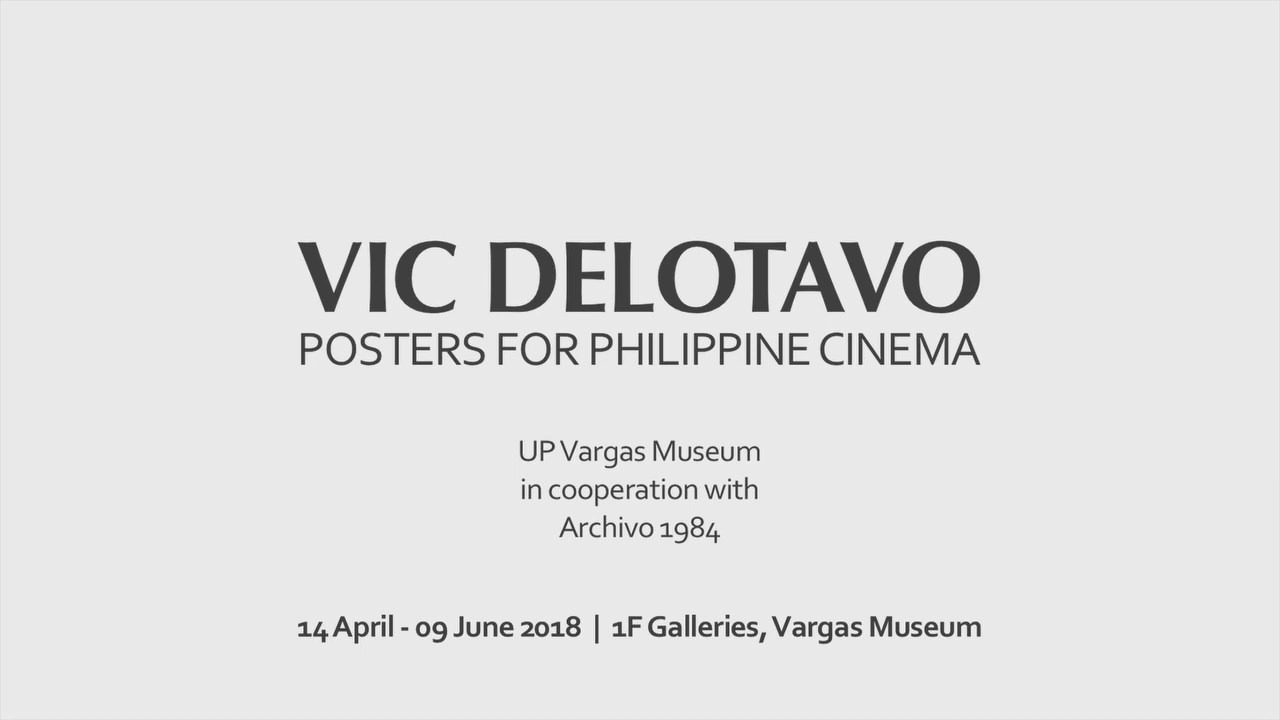 VIC DELOTAVO
POSTERS FOR PHILIPPINE CINEMA
UP Vargas Museum
in cooperation with
Archivo 1984
14 April - 09 June 2018 | 1F Galleries, Vargas Museum